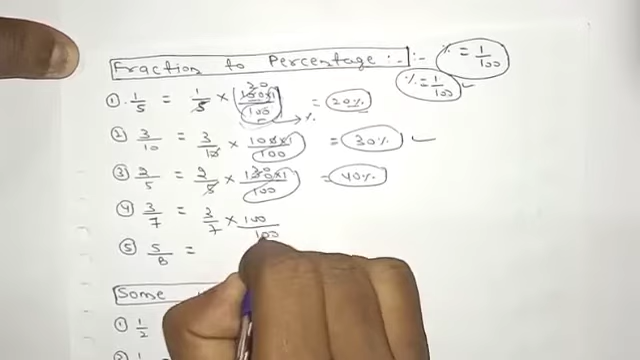 Fraction to Percentage :- :- % = 1/100
% = 1/100 ✓
① 1/5 = 1/5 × 100×1/100 = 20%
→ %
② 3/10 = 3/10 × 100×1/100 = 30% ✓
③ 2/5 = 2/5 × 100×1/100 = 40%
④ 3/7 = 3/7 × 100/100
⑤ 5/8 =
Some
① 1/2
② 1